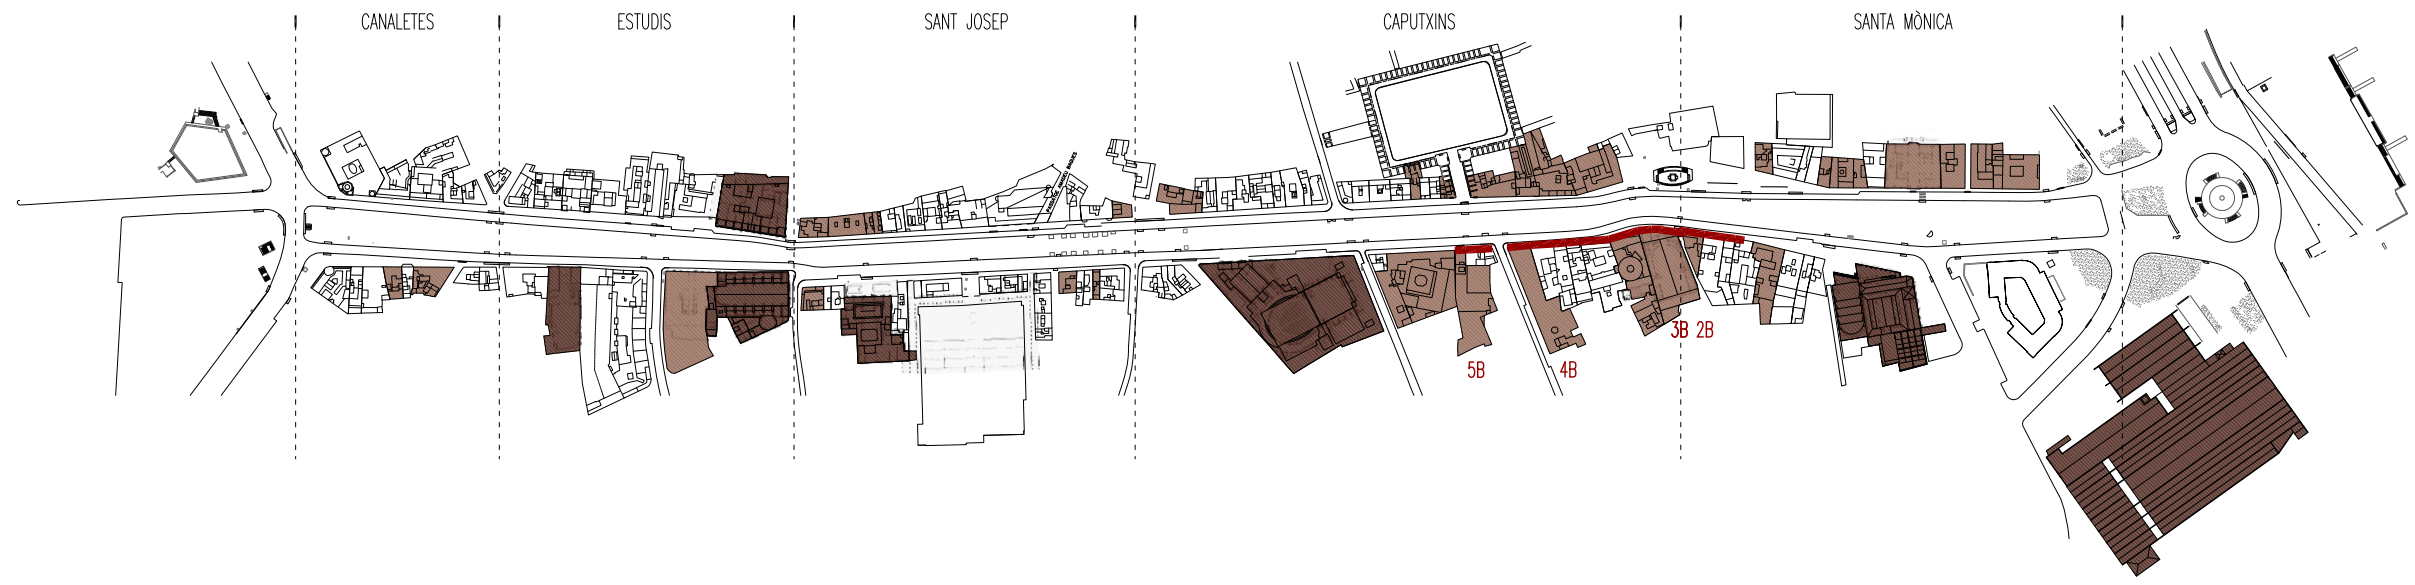 CANALETES
ESTUDIS
SANT JOSEP
CAPUTXINS
SANTA MÒNICA
3B 2B
5B
4B